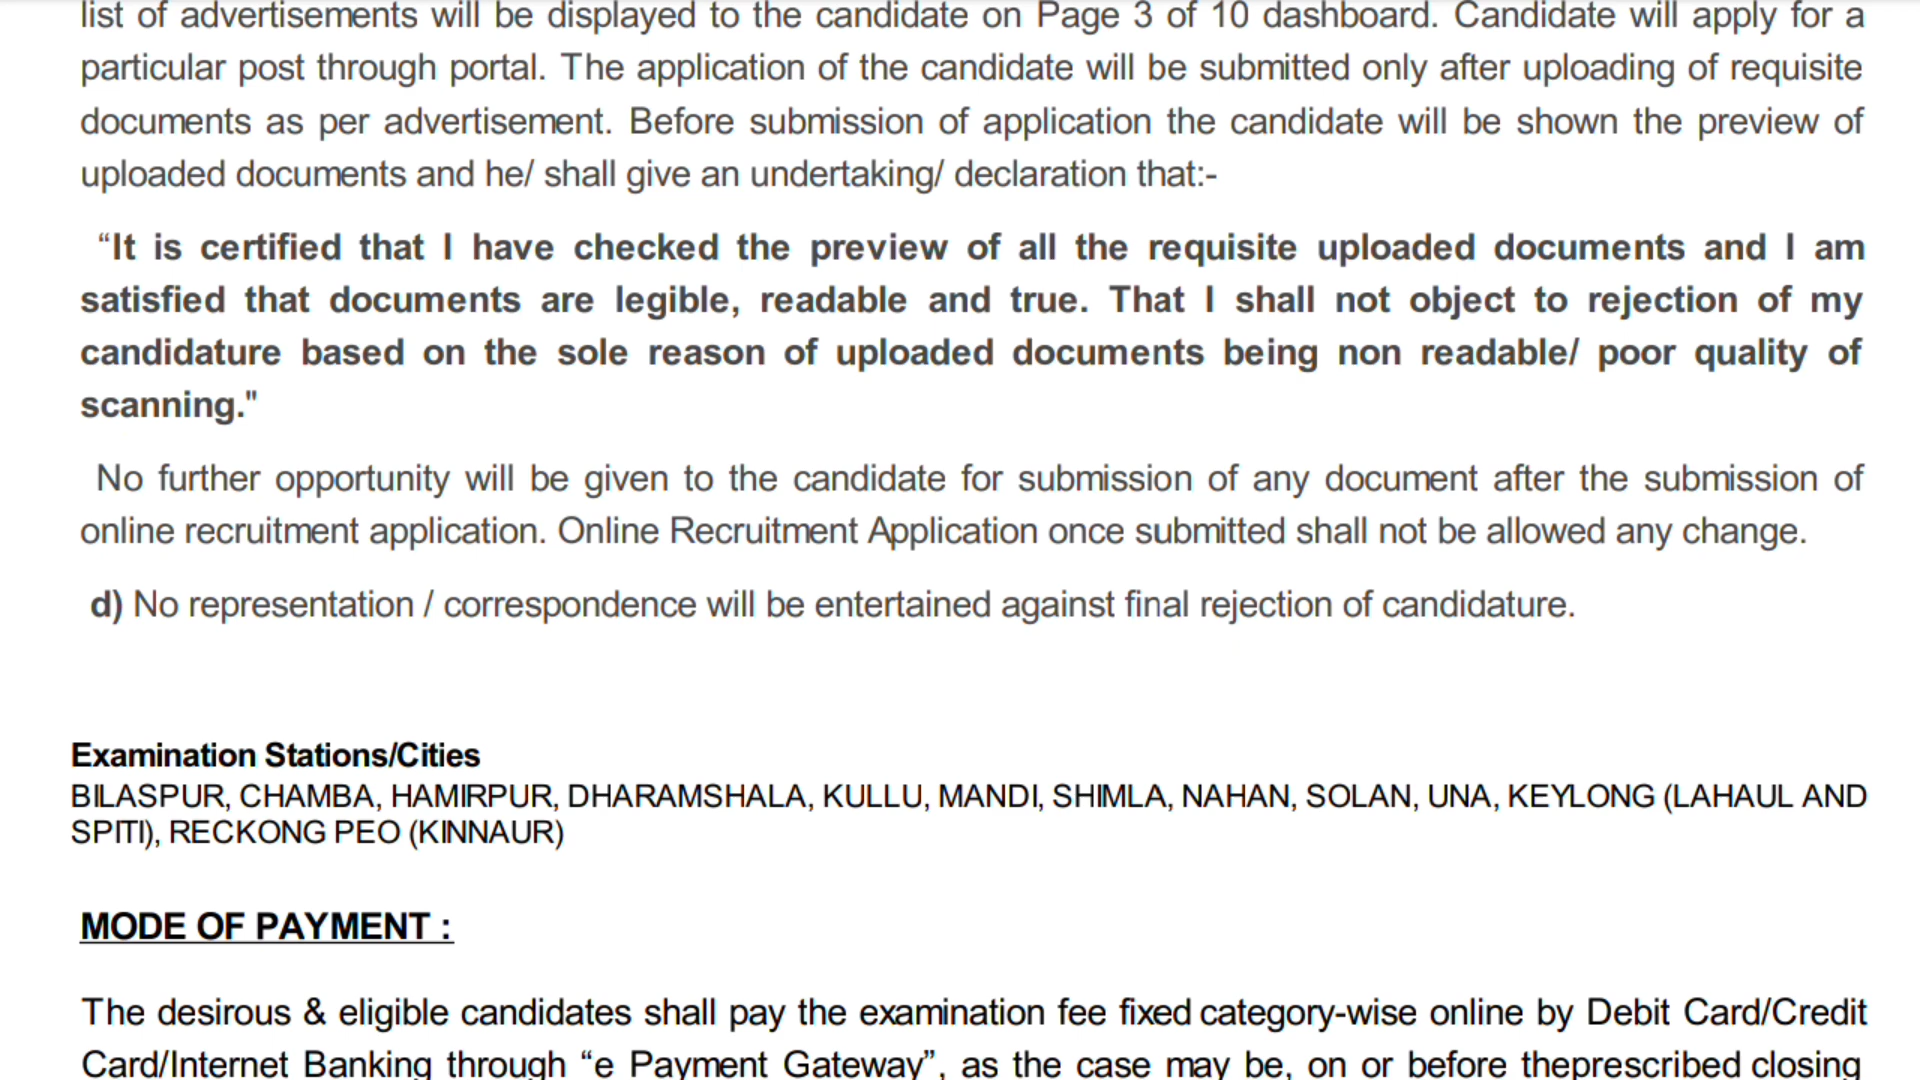 list of advertisements will be displayed to the candidate on Page 3 of 10 dashboard. Candidate will apply for a
particular post through portal. The application of the candidate will be submitted only after uploading of requisite
documents as per advertisement. Before submission of application the candidate will be shown the preview of
uploaded documents and he/ shall give an undertaking/ declaration that:-
“It is certified that I have checked the preview of all the requisite uploaded documents and I am
satisfied that documents are legible, readable and true. That I shall not object to rejection of my
candidature based on the sole reason of uploaded documents being non readable/ poor quality of
scanning."
No further opportunity will be given to the candidate for submission of any document after the submission of
online recruitment application. Online Recruitment Application once submitted shall not be allowed any change.
d) No representation / correspondence will be entertained against final rejection of candidature.
Examination Stations/Cities
BILASPUR, CHAMBA, HAMIRPUR, DHARAMSHALA, KULLU, MANDI, SHIMLA, NAHAN, SOLAN, UNA, KEYLONG (LAHAUL AND
SPITI), RECKONG PEO (KINNAUR)
MODE OF PAYMENT :
The desirous & eligible candidates shall pay the examination fee fixed category-wise online by Debit Card/Credit
Card/Internet Banking through “e Payment Gateway”, as the case may be, on or before theprescribed closing